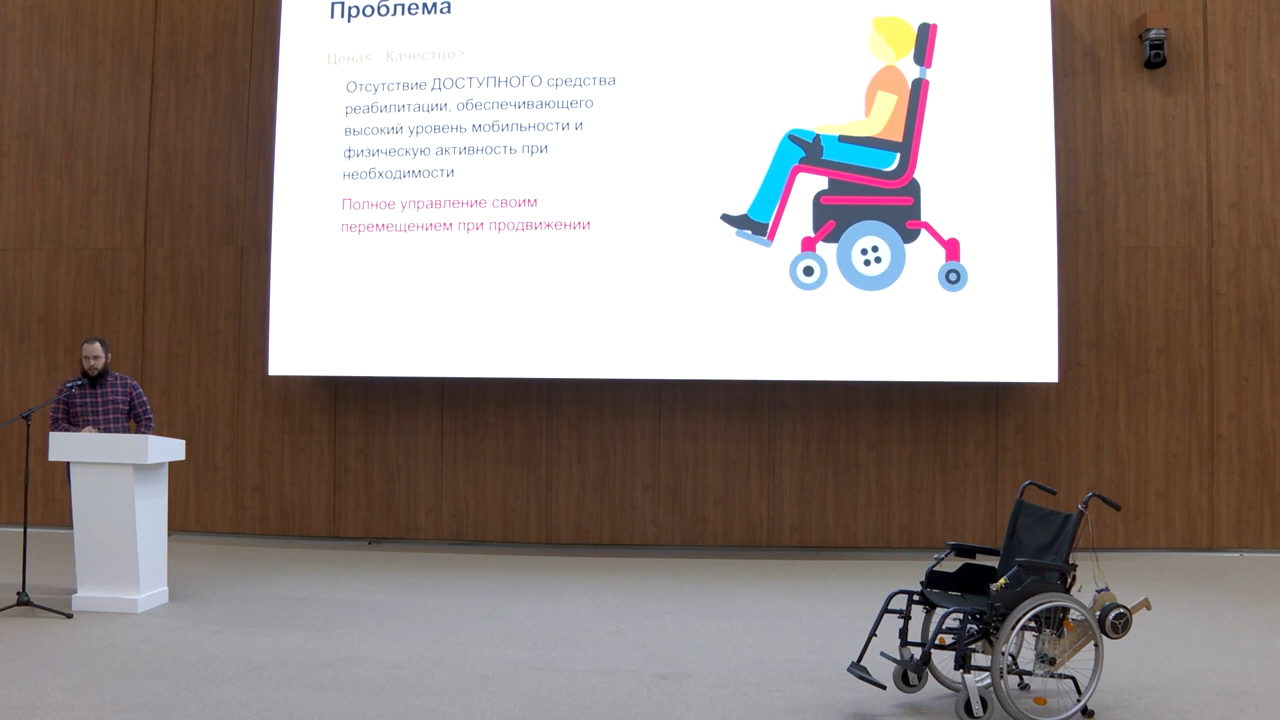 Проблема
Цена< Качество>
Отсутствие ДОСТУПНОГО средства
реабилитации, обеспечивающего
высокий уровень мобильности и
физическую активность при
необходимости
Полное управление своим
перемещением при продвижении